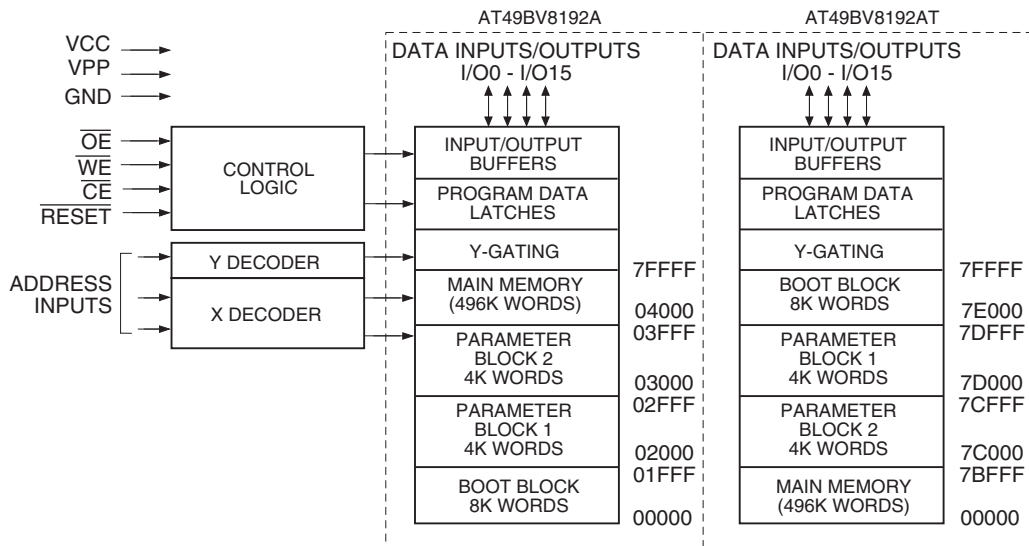 AT49BV8192A
AT49BV8192AT
VCC
VPP
GND
OE
WE
CE
RESET
ADDRESS
INPUTS
CONTROL
LOGIC
Y DECODER
X DECODER
DATA INPUTS/OUTPUTS
I/O0 - I/O15
INPUT/OUTPUT
BUFFERS
PROGRAM DATA
LATCHES
Y-GATING
MAIN MEMORY
(496K WORDS)
PARAMETER
BLOCK 2
4K WORDS
PARAMETER
BLOCK 1
4K WORDS
BOOT BLOCK
8K WORDS
7FFFF
04000
03FFF
03000
02FFF
02000
01FFF
00000
DATA INPUTS/OUTPUTS
I/O0 - I/O15
INPUT/OUTPUT
BUFFERS
PROGRAM DATA
LATCHES
Y-GATING
BOOT BLOCK
8K WORDS
PARAMETER
BLOCK 1
4K WORDS
PARAMETER
BLOCK 2
4K WORDS
MAIN MEMORY
(496K WORDS)
7FFFF
7E000
7DFFF
7D000
7CFFF
7C000
7BFFF
00000